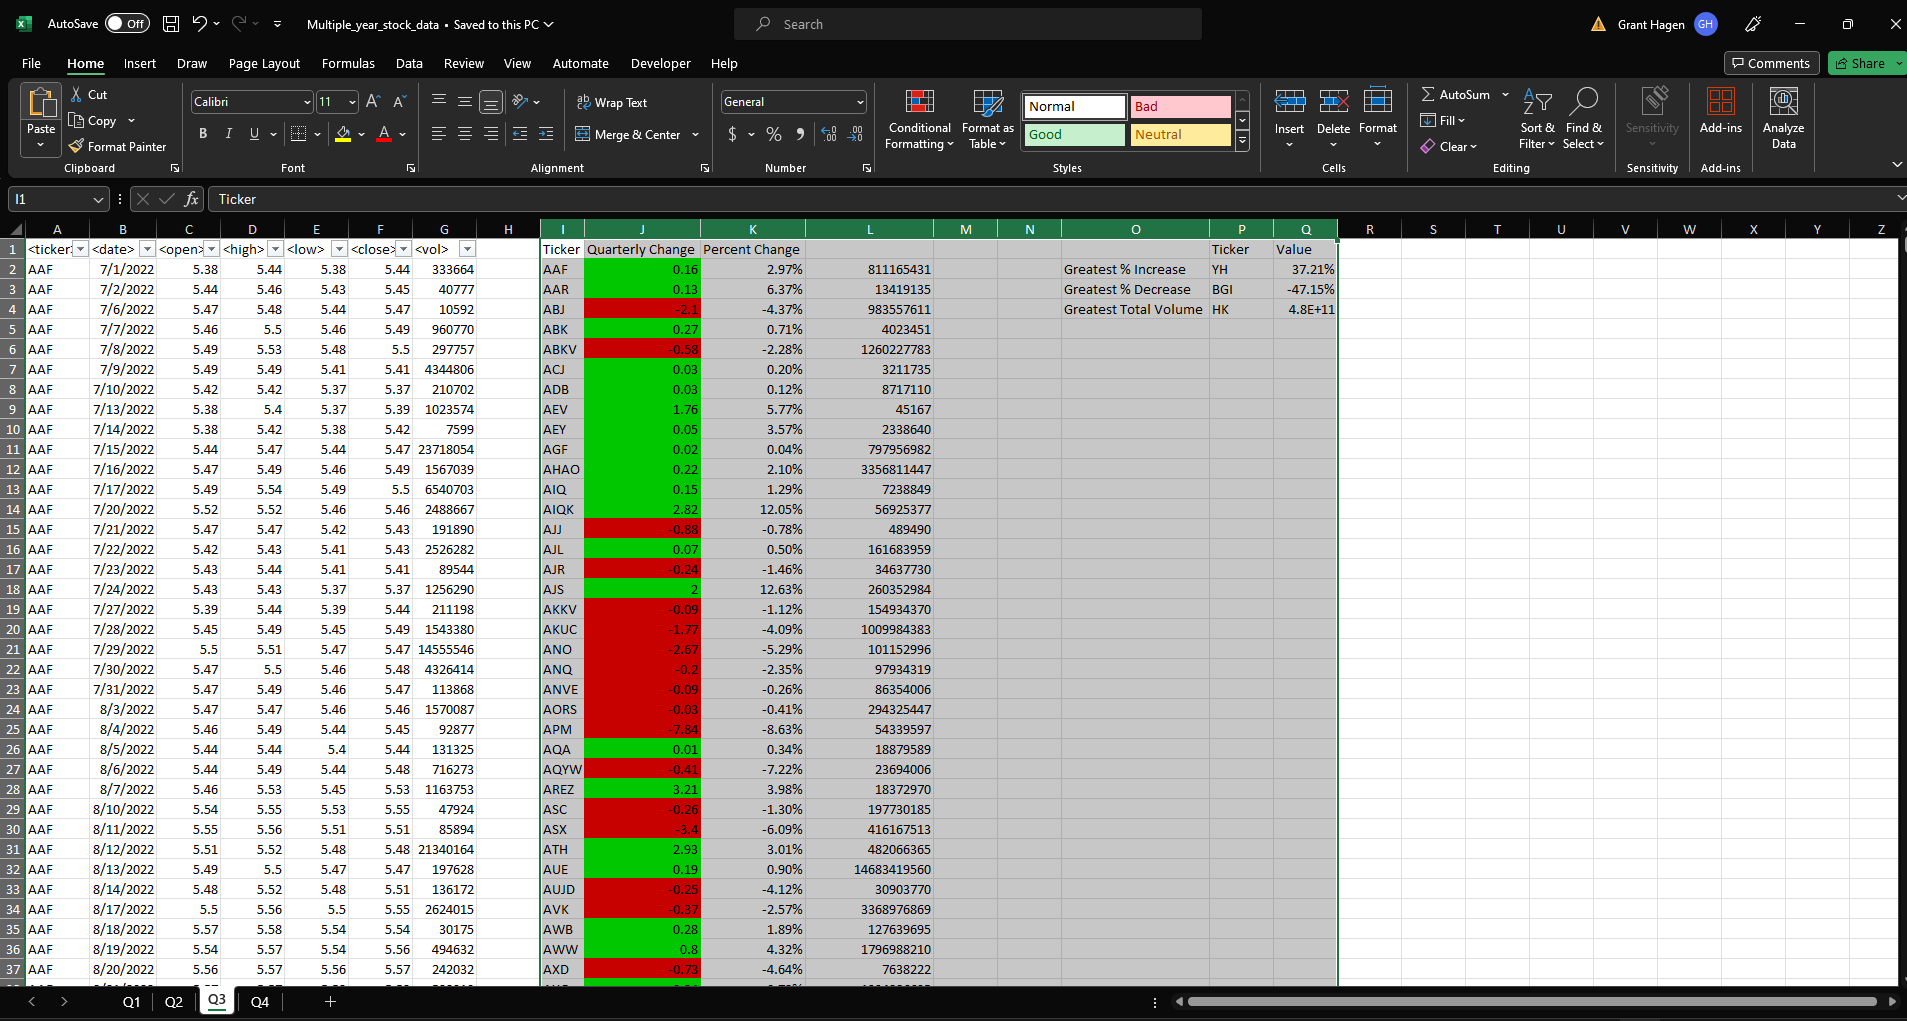 AutoSave Off Multiple_year_stock_data • Saved to this PC Search Grant Hagen GH
File Home Insert Draw Page Layout Formulas Data Review View Automate Developer Help Comments Share
Paste Cut Copy Format Painter Clipboard
Calibri 11 B I U A Font
Wrap Text Merge & Center Alignment
General $ % Number
Conditional Formatting Format as Table Normal Bad Good Neutral Styles
Insert Delete Format Cells
AutoSum Fill Clear Sort & Filter Find & Select Editing
Sensitivity Sensitivity
Add-ins Add-ins
Analyze Data
I1 fx Ticker
A B C D E F G H I J K L M N O P Q R S T U V W X Y Z
1 <ticker> <date> <open> <high> <low> <close> <vol> Ticker Quarterly Change Percent Change Ticker Value
2 AAF 7/1/2022 5.38 5.44 5.38 5.44 333664 AAF 0.16 2.97% 811165431 Greatest % Increase YH 37.21%
3 AAF 7/2/2022 5.44 5.46 5.43 5.45 40777 AAR 0.13 6.37% 13419135 Greatest % Decrease BGI -47.15%
4 AAF 7/6/2022 5.47 5.48 5.44 5.47 10592 ABJ -2.1 -4.37% 983557611 Greatest Total Volume HK 4.8E+11
5 AAF 7/7/2022 5.46 5.5 5.46 5.49 960770 ABK 0.27 0.71% 4023451
6 AAF 7/8/2022 5.49 5.53 5.48 5.5 297757 ABKV -0.58 -2.28% 1260227783
7 AAF 7/9/2022 5.49 5.49 5.41 5.41 4344806 ACJ 0.03 0.20% 3211735
8 AAF 7/10/2022 5.42 5.42 5.37 5.37 210702 ADB 0.03 0.12% 8717110
9 AAF 7/13/2022 5.38 5.4 5.37 5.39 1023574 AEV 1.76 5.77% 45167
10 AAF 7/14/2022 5.38 5.42 5.38 5.42 7599 AEY 0.05 3.57% 2338640
11 AAF 7/15/2022 5.44 5.47 5.44 5.47 23718054 AGF 0.02 0.04% 797956982
12 AAF 7/16/2022 5.47 5.49 5.46 5.49 1567039 AHAO 0.22 2.10% 3356811447
13 AAF 7/17/2022 5.49 5.54 5.49 5.5 6540703 AIQ 0.15 1.29% 7238849
14 AAF 7/20/2022 5.52 5.52 5.46 5.46 2488667 AIQK 2.82 12.05% 56925377
15 AAF 7/21/2022 5.47 5.47 5.42 5.43 191890 AJJ -0.88 -0.78% 489490
16 AAF 7/22/2022 5.42 5.43 5.41 5.43 2526282 AJL 0.07 0.50% 161683959
17 AAF 7/23/2022 5.43 5.44 5.41 5.41 89544 AJR -0.24 -1.46% 34637730
18 AAF 7/24/2022 5.43 5.43 5.37 5.37 1256290 AJS 2 12.63% 260352984
19 AAF 7/27/2022 5.39 5.44 5.39 5.44 211198 AKKV -0.09 -1.12% 154934370
20 AAF 7/28/2022 5.45 5.49 5.45 5.49 1543380 AKUC -1.77 -4.09% 1009984383
21 AAF 7/29/2022 5.5 5.51 5.47 5.47 14555546 ANO -2.67 -5.29% 101152996
22 AAF 7/30/2022 5.47 5.5 5.46 5.48 4326414 ANQ -0.2 -2.35% 97934319
23 AAF 7/31/2022 5.47 5.49 5.46 5.47 113868 ANVE -0.09 -0.26% 86354006
24 AAF 8/3/2022 5.47 5.47 5.46 5.46 1570087 AORS -0.03 -0.41% 294325447
25 AAF 8/4/2022 5.46 5.49 5.44 5.45 92877 APM -7.84 -8.63% 54339597
26 AAF 8/5/2022 5.44 5.44 5.4 5.44 131325 AQA 0.01 0.34% 18879589
27 AAF 8/6/2022 5.44 5.49 5.44 5.48 716273 AQYW -0.41 -7.22% 23694006
28 AAF 8/7/2022 5.46 5.53 5.45 5.53 1163753 AREZ 3.21 3.98% 18372970
29 AAF 8/10/2022 5.54 5.55 5.53 5.55 47924 ASC -0.26 -1.30% 197730185
30 AAF 8/11/2022 5.55 5.56 5.51 5.51 85894 ASX -3.4 -6.09% 416167513
31 AAF 8/12/2022 5.51 5.52 5.48 5.48 21340164 ATH 2.93 3.01% 482066365
32 AAF 8/13/2022 5.49 5.5 5.47 5.47 197628 AUE 0.19 0.90% 14683419560
33 AAF 8/14/2022 5.48 5.52 5.48 5.51 136172 AUJD -0.25 -4.12% 30903770
34 AAF 8/17/2022 5.5 5.56 5.5 5.55 2624015 AVK -0.37 -2.57% 3368976869
35 AAF 8/18/2022 5.57 5.58 5.54 5.54 30175 AWB 0.28 1.89% 127639695
36 AAF 8/19/2022 5.54 5.57 5.54 5.56 494632 AWW 0.8 4.32% 1796988210
37 AAF 8/20/2022 5.56 5.57 5.56 5.57 242032 AXD -0.73 -4.64% 7638222
Q1 Q2 Q3 Q4 +